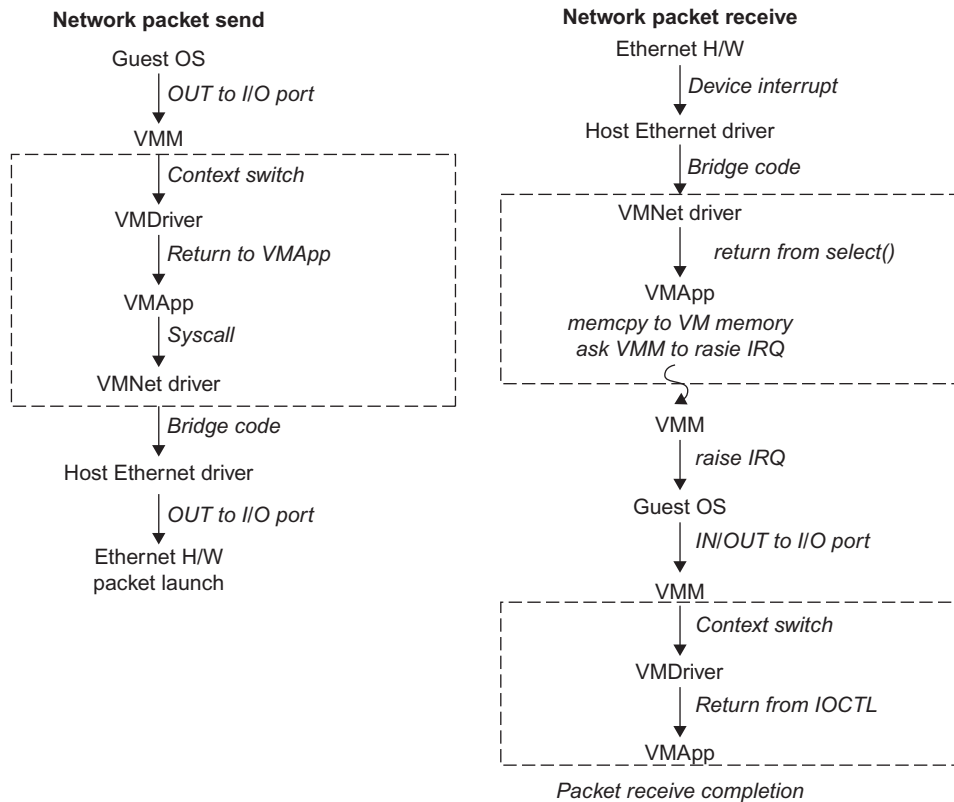 Network packet send
Guest OS
OUT to I/O port
VMM
Context switch
VMDriver
Return to VMApp
VMApp
Syscall
VMNet driver
Bridge code
Host Ethernet driver
OUT to I/O port
Ethernet H/W
packet launch
Network packet receive
Ethernet H/W
Device interrupt
Host Ethernet driver
Bridge code
VMNet driver
return from select()
VMApp
memcpy to VM memory
ask VMM to rasie IRQ
VMM
raise IRQ
Guest OS
IN/OUT to I/O port
VMM
Context switch
VMDriver
Return from IOCTL
VMApp
Packet receive completion